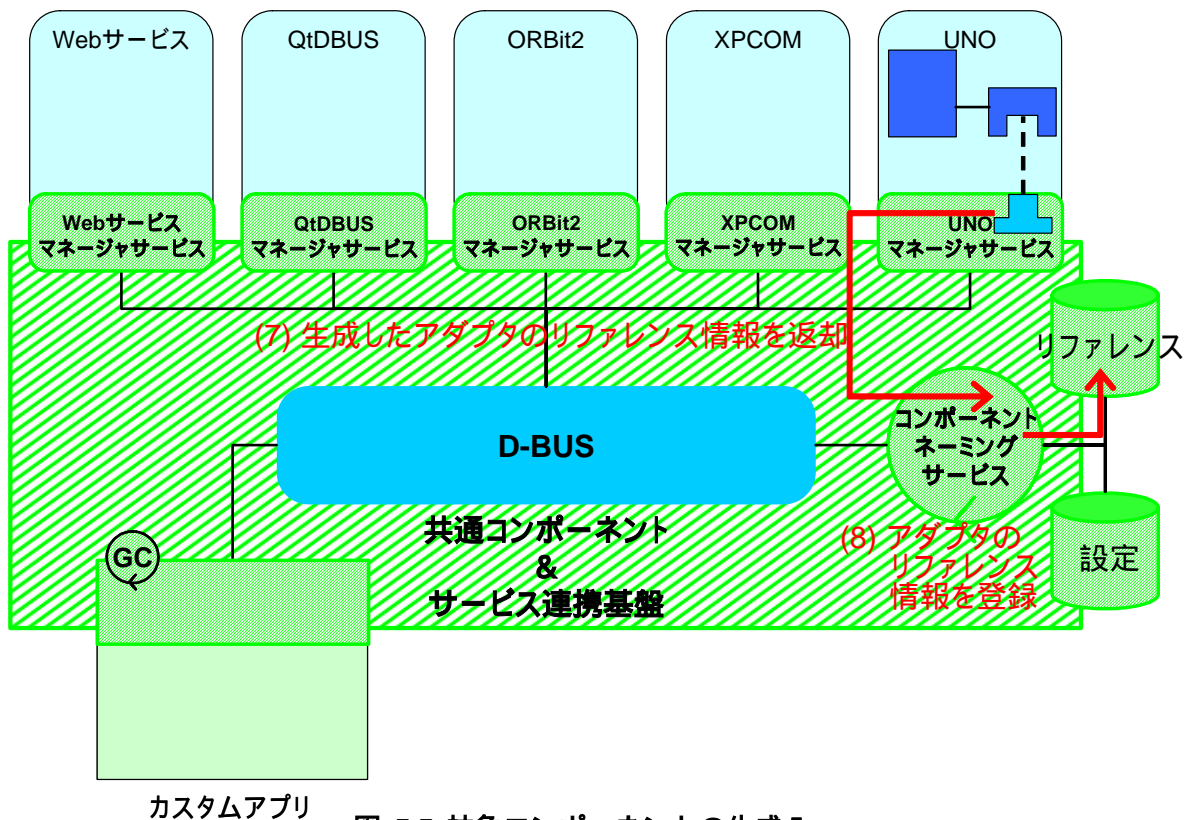 Webサービス
QtDBUS
ORBit2
XPCOM
UNO
Webサービス
マネージャサービス
QtDBUS
マネージャサービス
ORBit2
マネージャサービス
XPCOM
マネージャサービス
UNO
マネージャサービス
(7) 生成したアダプタのリファレンス情報を返却
リファレンス
D-BUS
コンポーネント
ネーミング
サービス
共通コンポーネント
&
サービス連携基盤
(8) アダプタの
リファレンス
情報を登録
設定
GC
カスタムアプリ